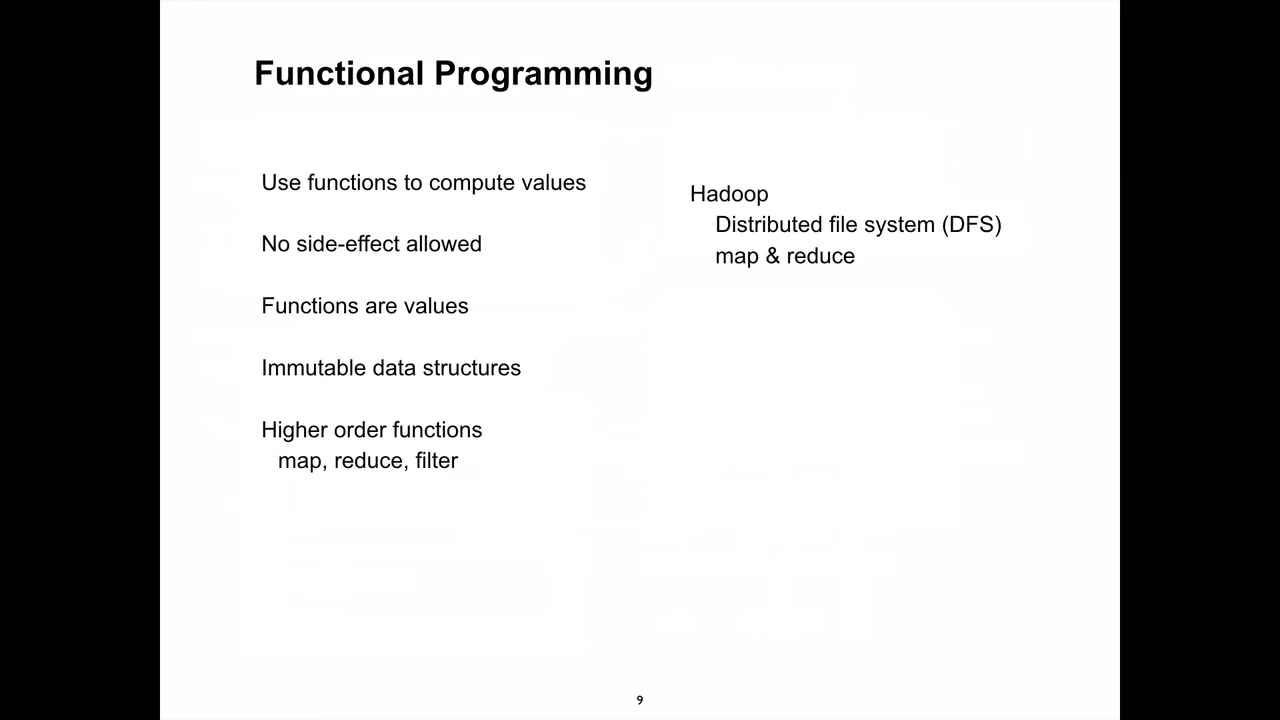 Functional Programming
Use functions to compute values
No side-effect allowed
Functions are values
Immutable data structures
Higher order functions
map, reduce, filter
Hadoop
Distributed file system (DFS)
map & reduce
9